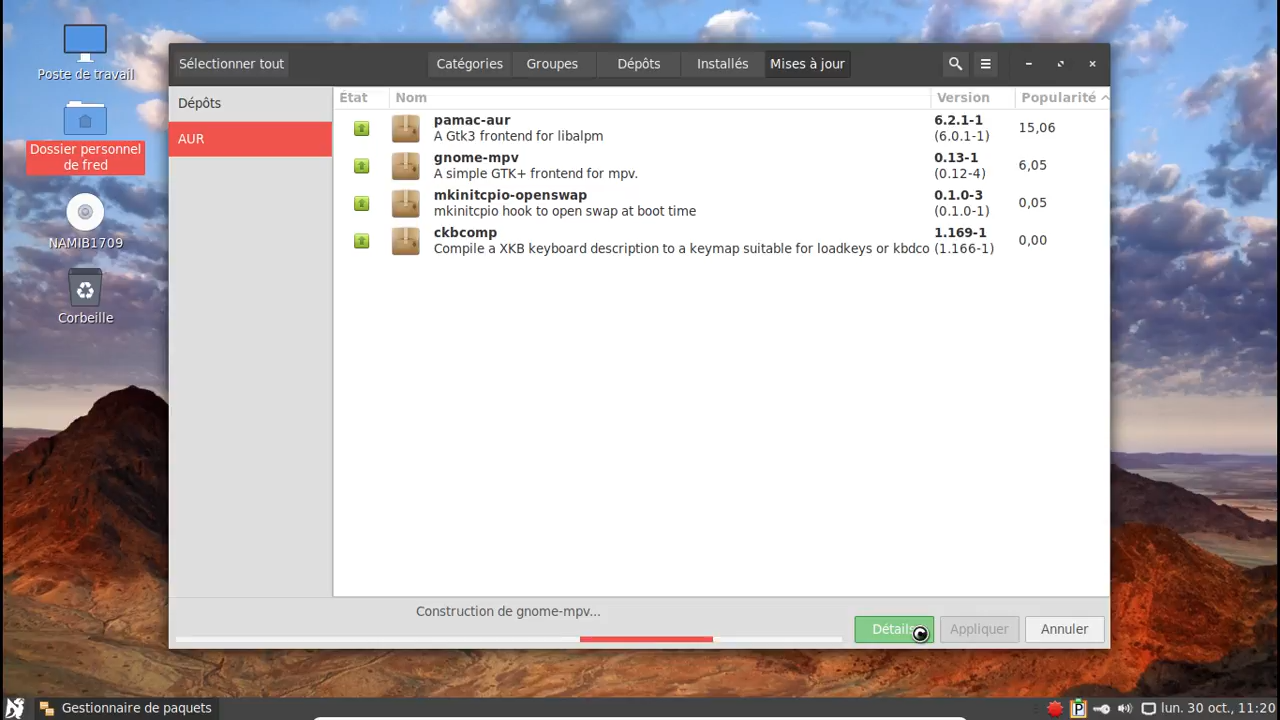 Poste de travail
Dossier personnel
de fred
NAMIB1709
Corbeille
Sélectionner tout
Catégories
Groupes
Dépôts
Installés
Mises à jour
Dépôts
AUR
État
Nom
Version
Popularité
pamac-aur
A Gtk3 frontend for libalpm
6.2.1-1
(6.0.1-1)
15,06
gnome-mpv
A simple GTK+ frontend for mpv.
0.13-1
(0.12-4)
6,05
mkinitcpio-openswap
mkinitcpio hook to open swap at boot time
0.1.0-3
(0.1.0-1)
0,05
ckbcomp
Compile a XKB keyboard description to a keymap suitable for loadkeys or kbdco
1.169-1
(1.166-1)
0,00
Construction de gnome-mpv...
Détails
Appliquer
Annuler
Gestionnaire de paquets
P
lun. 30 oct., 11:20